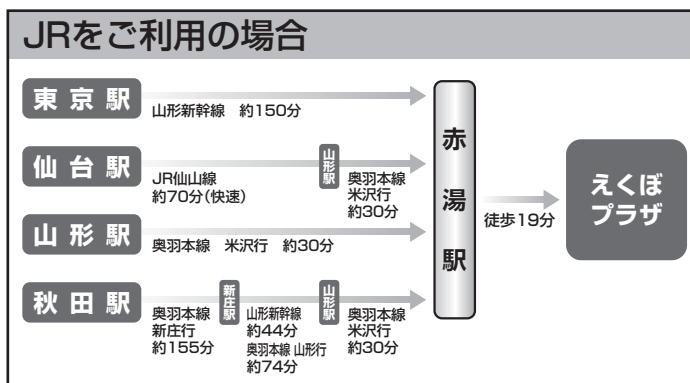 JRをご利用の場合
東京駅
山形新幹線 約150分
仙台駅
JR仙山線
約70分(快速)
山形駅
奥羽本線
米沢行
約30分
山形駅
奥羽本線 米沢行 約30分
秋田駅
奥羽本線
新庄行
約155分
新庄駅
山形新幹線
約44分
奥羽本線 山形行
約74分
山形駅
奥羽本線
米沢行
約30分
赤湯駅
徒歩19分
えくぼ
プラザ